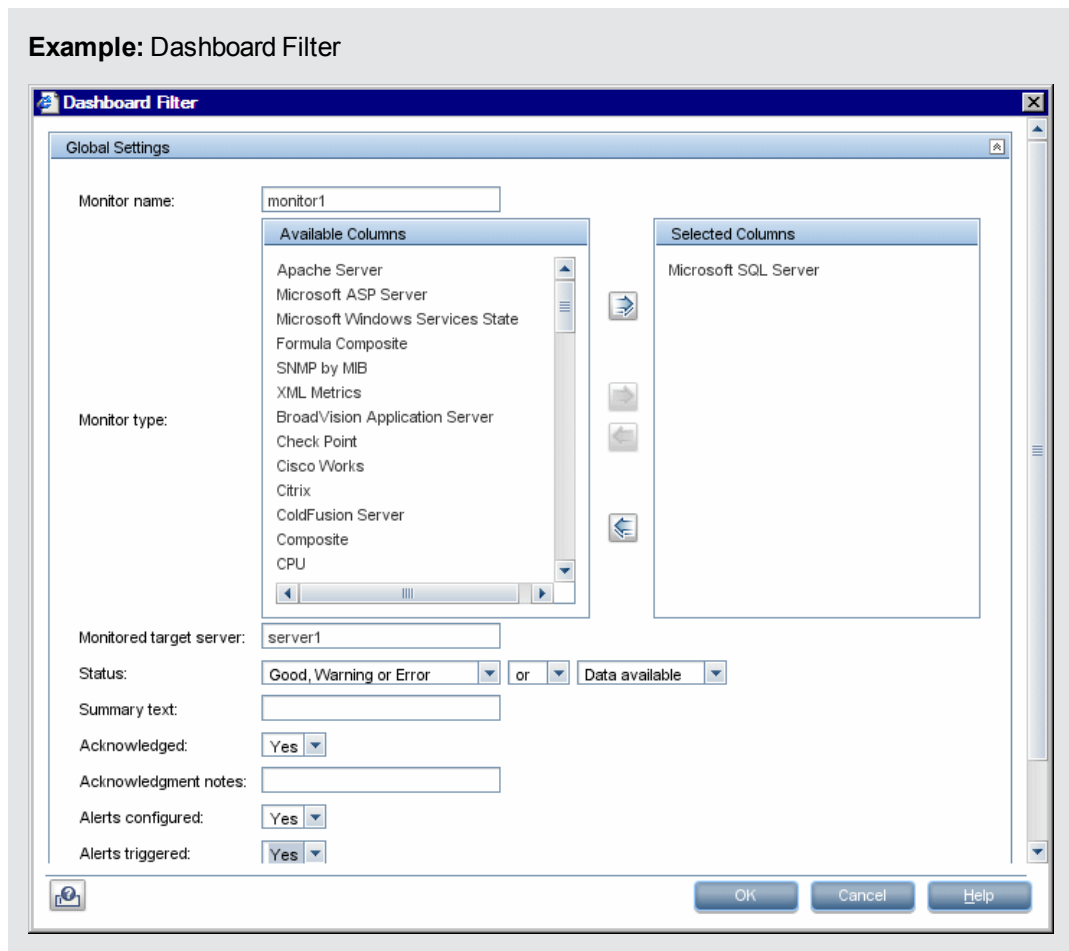 Example: Dashboard Filter
Dashboard Filter
Global Settings
Monitor name: monitor1
Available Columns
Selected Columns
Apache Server
Microsoft SQL Server
Microsoft ASP Server
Microsoft Windows Services State
Formula Composite
SNMP by MIB
XML Metrics
Monitor type:
BroadVision Application Server
Check Point
Cisco Works
Citrix
ColdFusion Server
Composite
CPU
Monitored target server: server1
Status: Good, Warning or Error or Data available
Summary text:
Acknowledged: Yes
Acknowledgment notes:
Alerts configured: Yes
Alerts triggered: Yes
OK Cancel Help